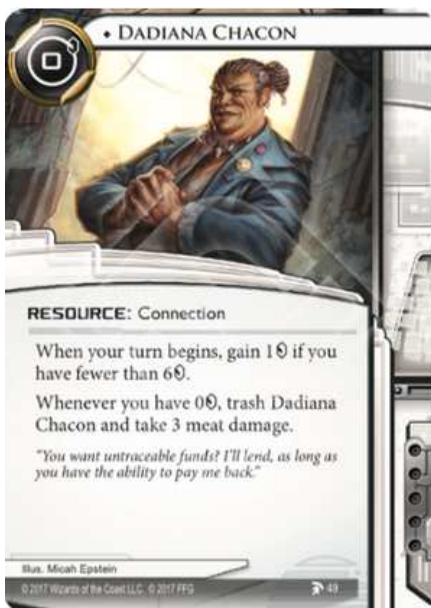 • DADIANA CHACON
RESOURCE: Connection
When your turn begins, gain 1 if you
have fewer than 6.
Whenever you have 0, trash Dadiana
Chacon and take 3 meat damage.
"You want untraceable funds? I'll lend, as long as
you have the ability to pay me back."
Illus. Micah Epstein
© 2017 Wizards of the Coast LLC. © 2017 FFG
49